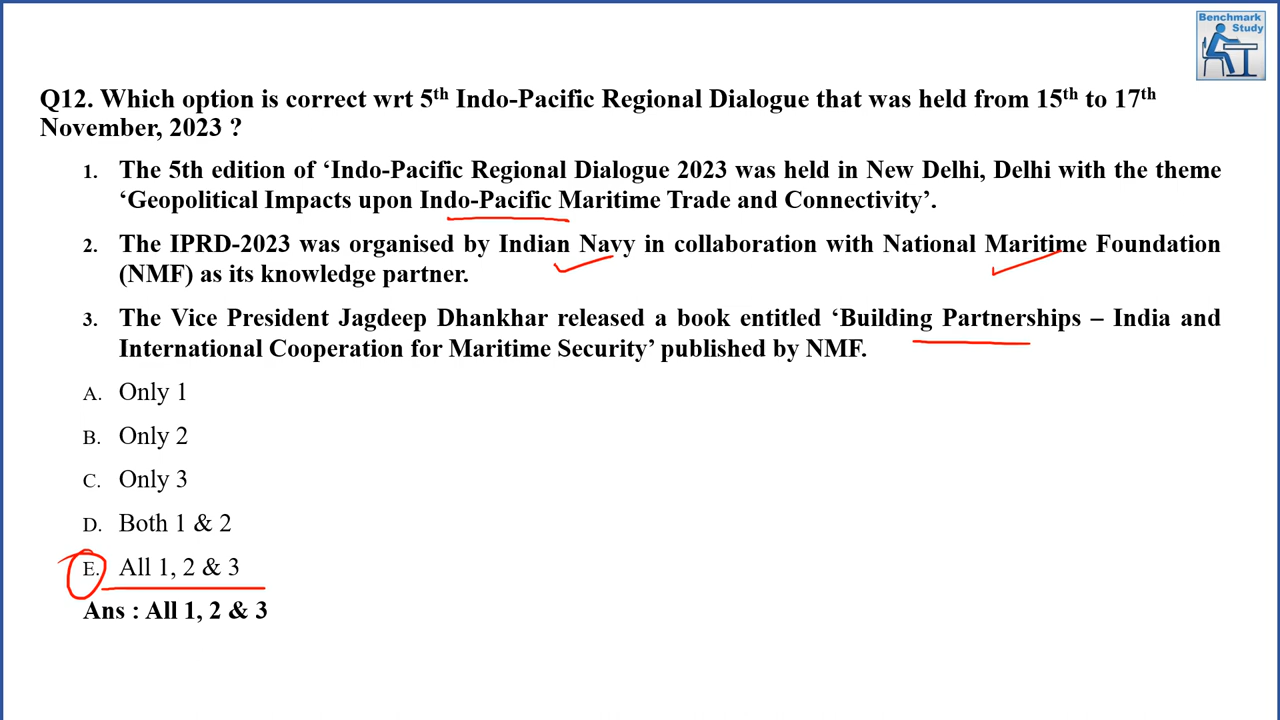 Benchmark
Study
Q12. Which option is correct wrt 5th Indo-Pacific Regional Dialogue that was held from 15th to 17th
November, 2023 ?
1. The 5th edition of ‘Indo-Pacific Regional Dialogue 2023 was held in New Delhi, Delhi with the theme
‘Geopolitical Impacts upon Indo-Pacific Maritime Trade and Connectivity’.
2. The IPRD-2023 was organised by Indian Navy in collaboration with National Maritime Foundation
(NMF) as its knowledge partner.
3. The Vice President Jagdeep Dhankhar released a book entitled ‘Building Partnerships – India and
International Cooperation for Maritime Security’ published by NMF.
A. Only 1
B. Only 2
C. Only 3
D. Both 1 & 2
E. All 1, 2 & 3
Ans : All 1, 2 & 3